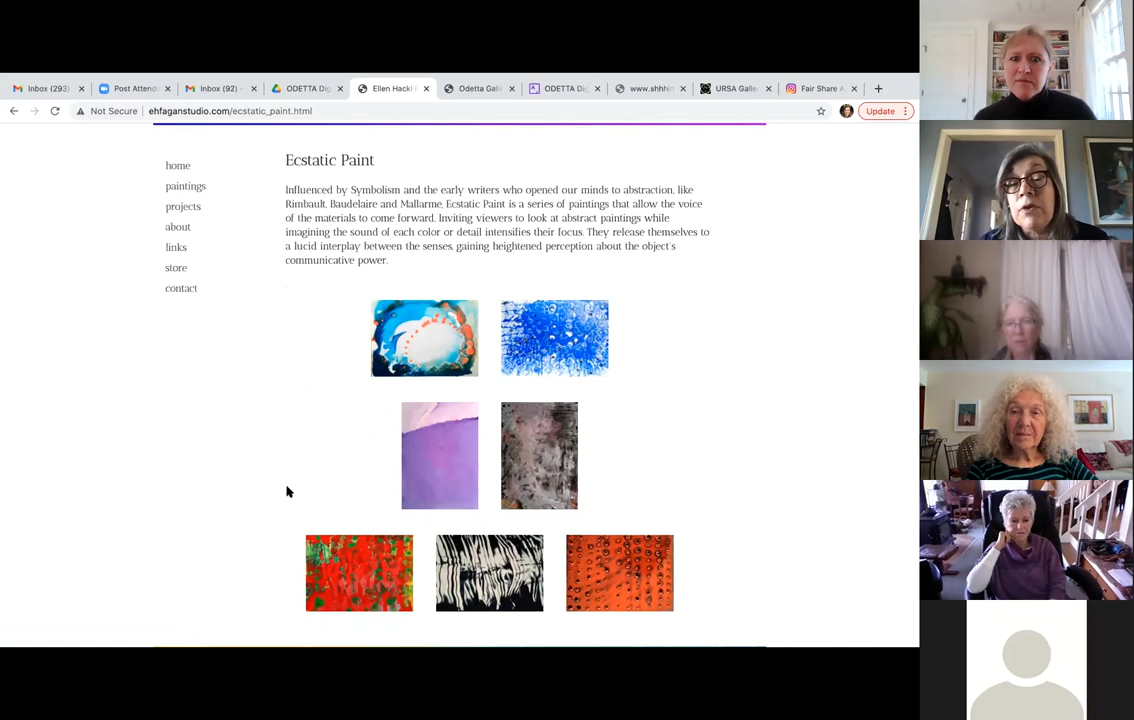 Inbox (293)
Post Attend
Inbox (92) -
ODETTA Dig
Ellen Hackl
Odetta Gall
ODETTA Dig
www.shhhin
URSA Galle
Fair Share A
Not Secure
ehfaganstudio.com/ecstatic_paint.html
Update
home
paintings
projects
about
links
store
contact
Ecstatic Paint
Influenced by Symbolism and the early writers who opened our minds to abstraction, like
Rimbault, Baudelaire and Mallarme, Ecstatic Paint is a series of paintings that allow the voice
of the materials to come forward. Inviting viewers to look at abstract paintings while
imagining the sound of each color or detail intensifies their focus. They release themselves to
a lucid interplay between the senses, gaining heightened perception about the object's
communicative power.